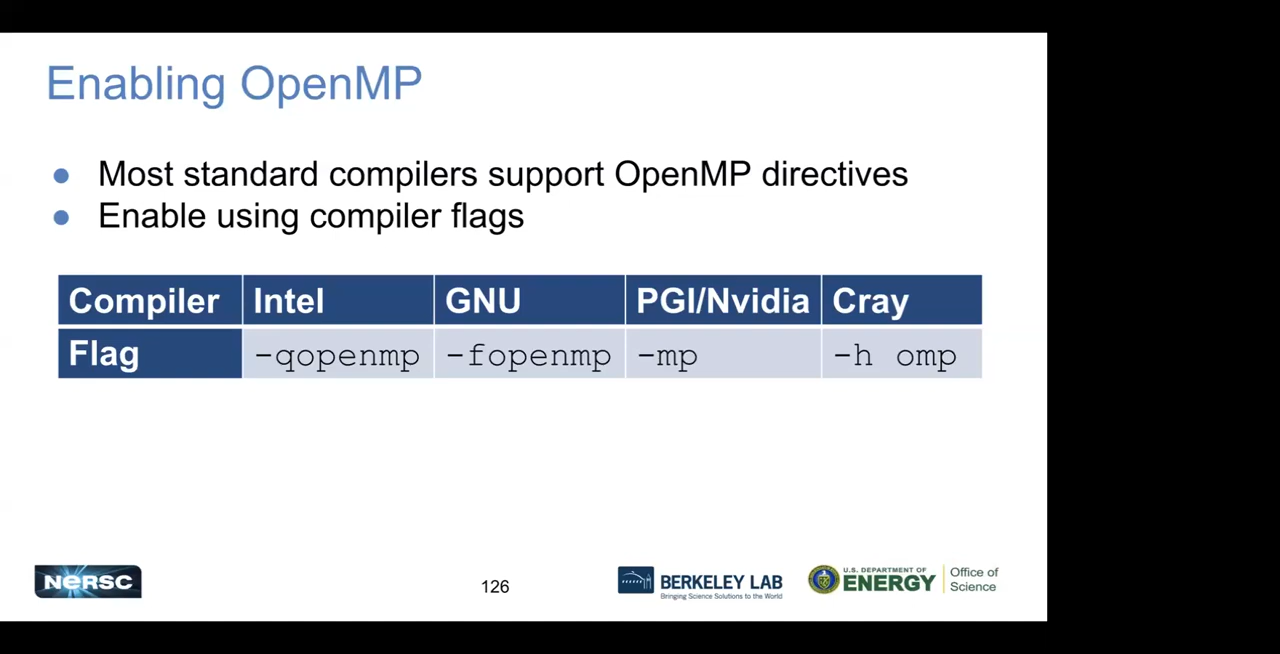 Enabling OpenMP
● Most standard compilers support OpenMP directives
● Enable using compiler flags
Compiler Intel GNU PGI/Nvidia Cray
Flag -qopenmp -fopenmp -mp -h omp
NERSC
126
BERKELEY LAB
Bringing Science Solutions to the World
U.S. DEPARTMENT OF
ENERGY
Office of
Science